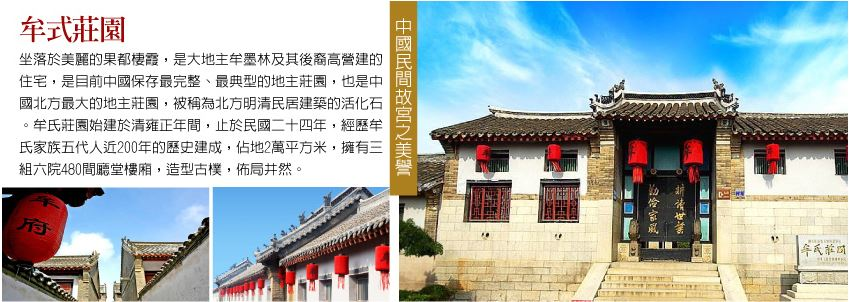 牟式莊園
坐落於美麗的果都棲霞，是大地主牟墨林及其後裔高營建的
住宅，是目前中國保存最完整、最典型的地主莊園，也是中
國北方最大的地主莊園，被稱為北方明清民居建築的活化石
。牟氏莊園始建於清雍正年間，止於民國二十四年，經歷牟
氏家族五代人近200年的歷史建成，佔地2萬平方米，擁有三
組六院480間廳堂樓廂，造型古樸，佈局井然。
中國民間故宮之美譽
牟府
耕讀世業
勤儉家風
牟氏莊園